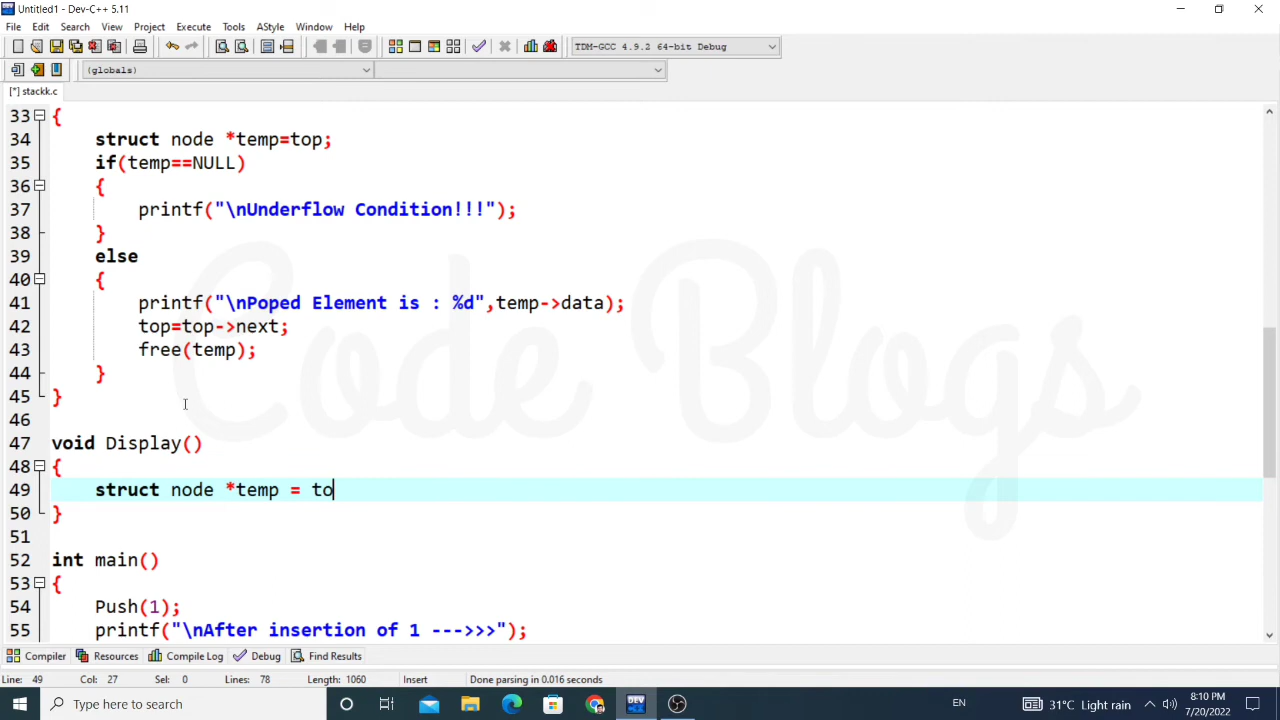 Untitled1 - Dev-C++ 5.11
File Edit Search View Project Execute Tools AStyle Window Help
TDM-GCC 4.9.2 64-bit Debug
(globals)
[*] stackk.c
33 {
34 struct node *temp=top;
35 if(temp==NULL)
36 {
37 printf("\nUnderflow Condition!!!");
38 }
39 else
40 {
41 printf("\nPoped Element is : %d",temp->data);
42 top=top->next;
43 free(temp);
44 }
45 }
46
47 void Display()
48 {
49 struct node *temp = to
50 }
51
52 int main()
53 {
54 Push(1);
55 printf("\nAfter insertion of 1 --->>>");
Code Blogs
Compiler Resources Compile Log Debug Find Results
Line: 49 Col: 27 Sel: 0 Lines: 78 Length: 1060 Insert Done parsing in 0.016 seconds
Type here to search
DEV
EN
31°C Light rain
8:10 PM
7/20/2022